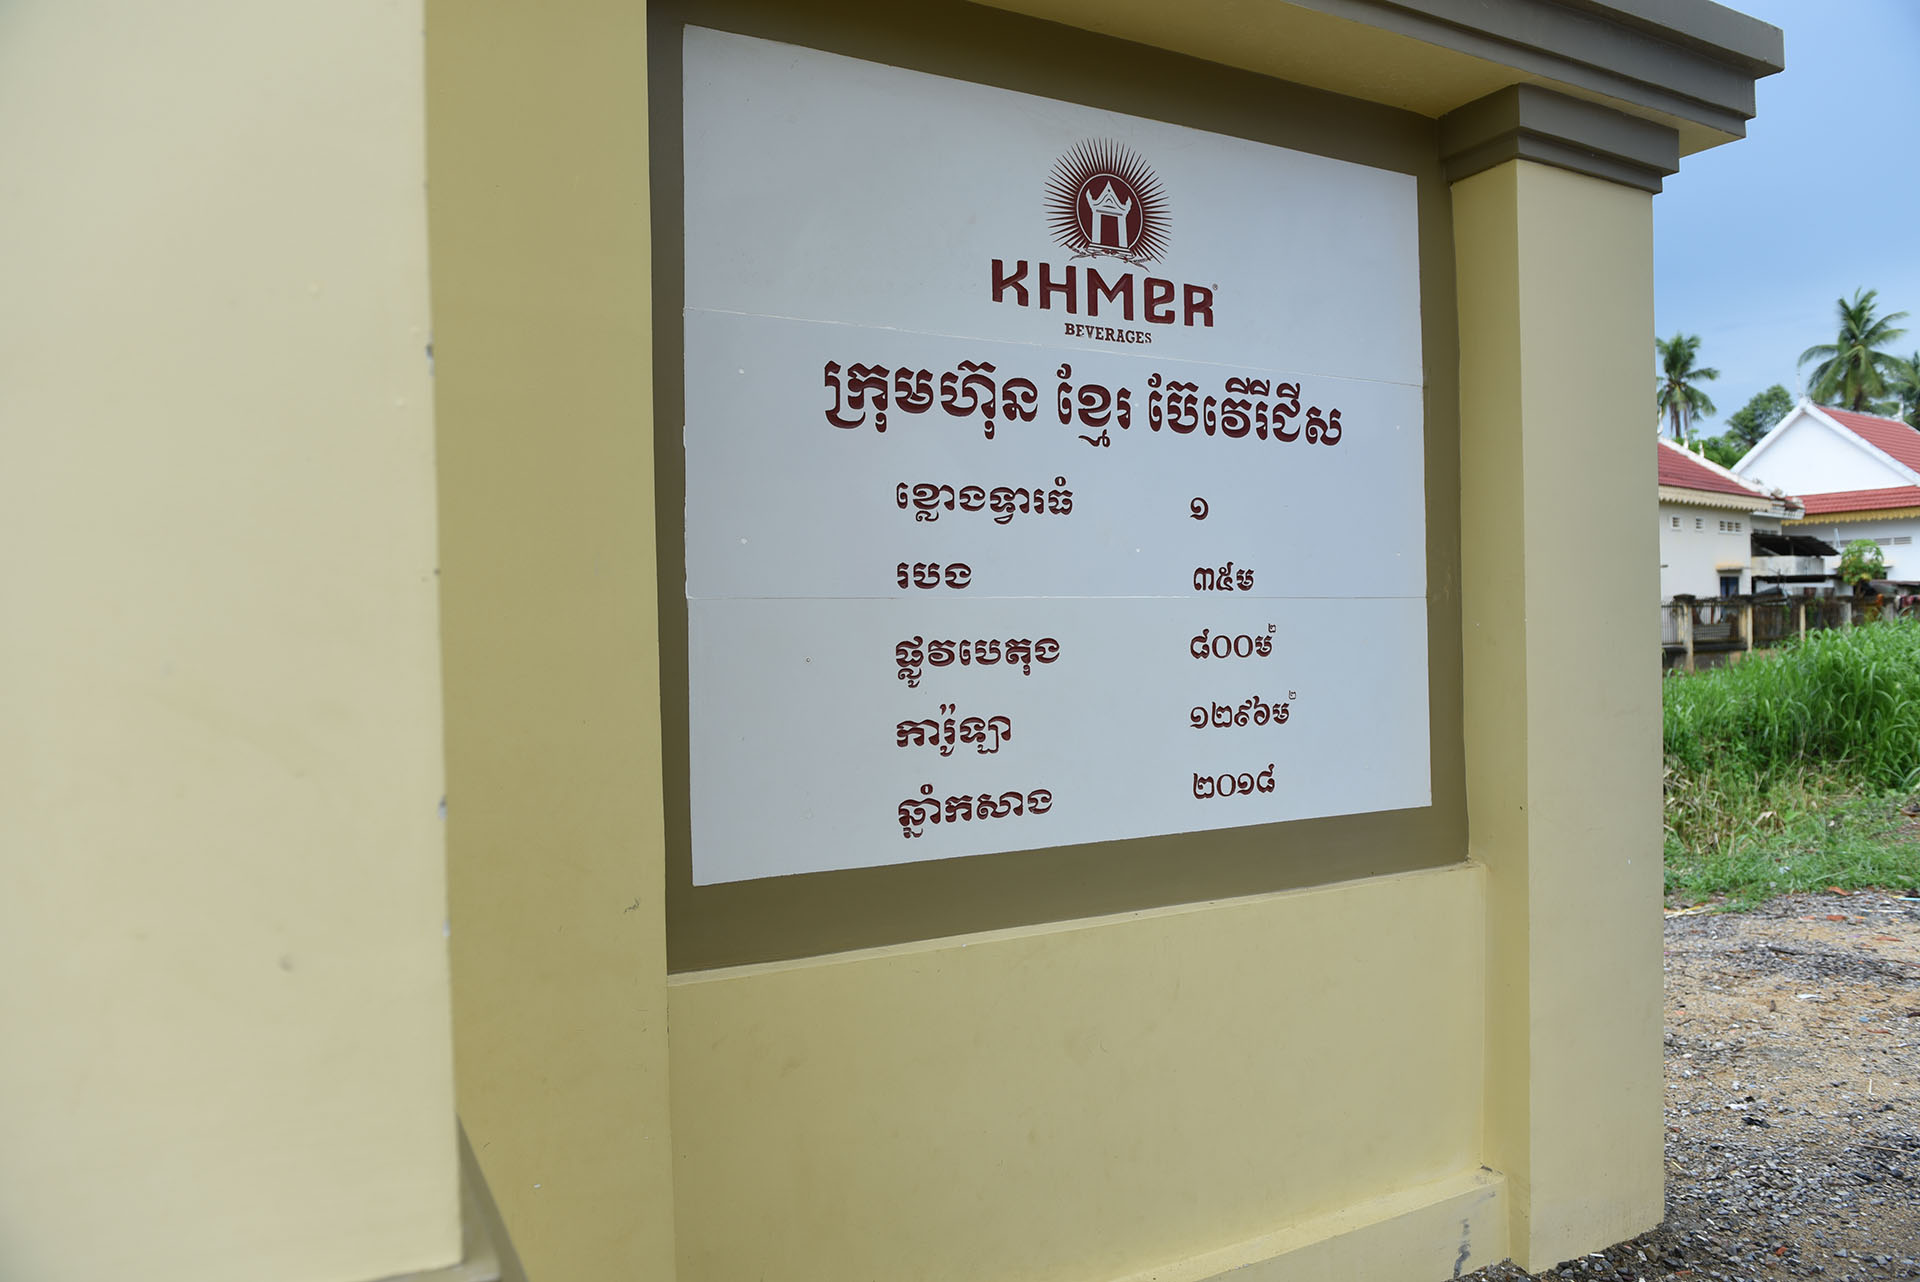 KHMER®
BEVERAGES
ក្រុមហ៊ុន ខ្មែរ ប៊ែវើរីជីស
ខ្លោងទ្វារធំ ១
របង ៣៥ម
ផ្លូវបេតុង ៨០០ម²
ការ៉ូឡា ១២៩៦ម²
ឆ្នាំកសាង ២០១៨